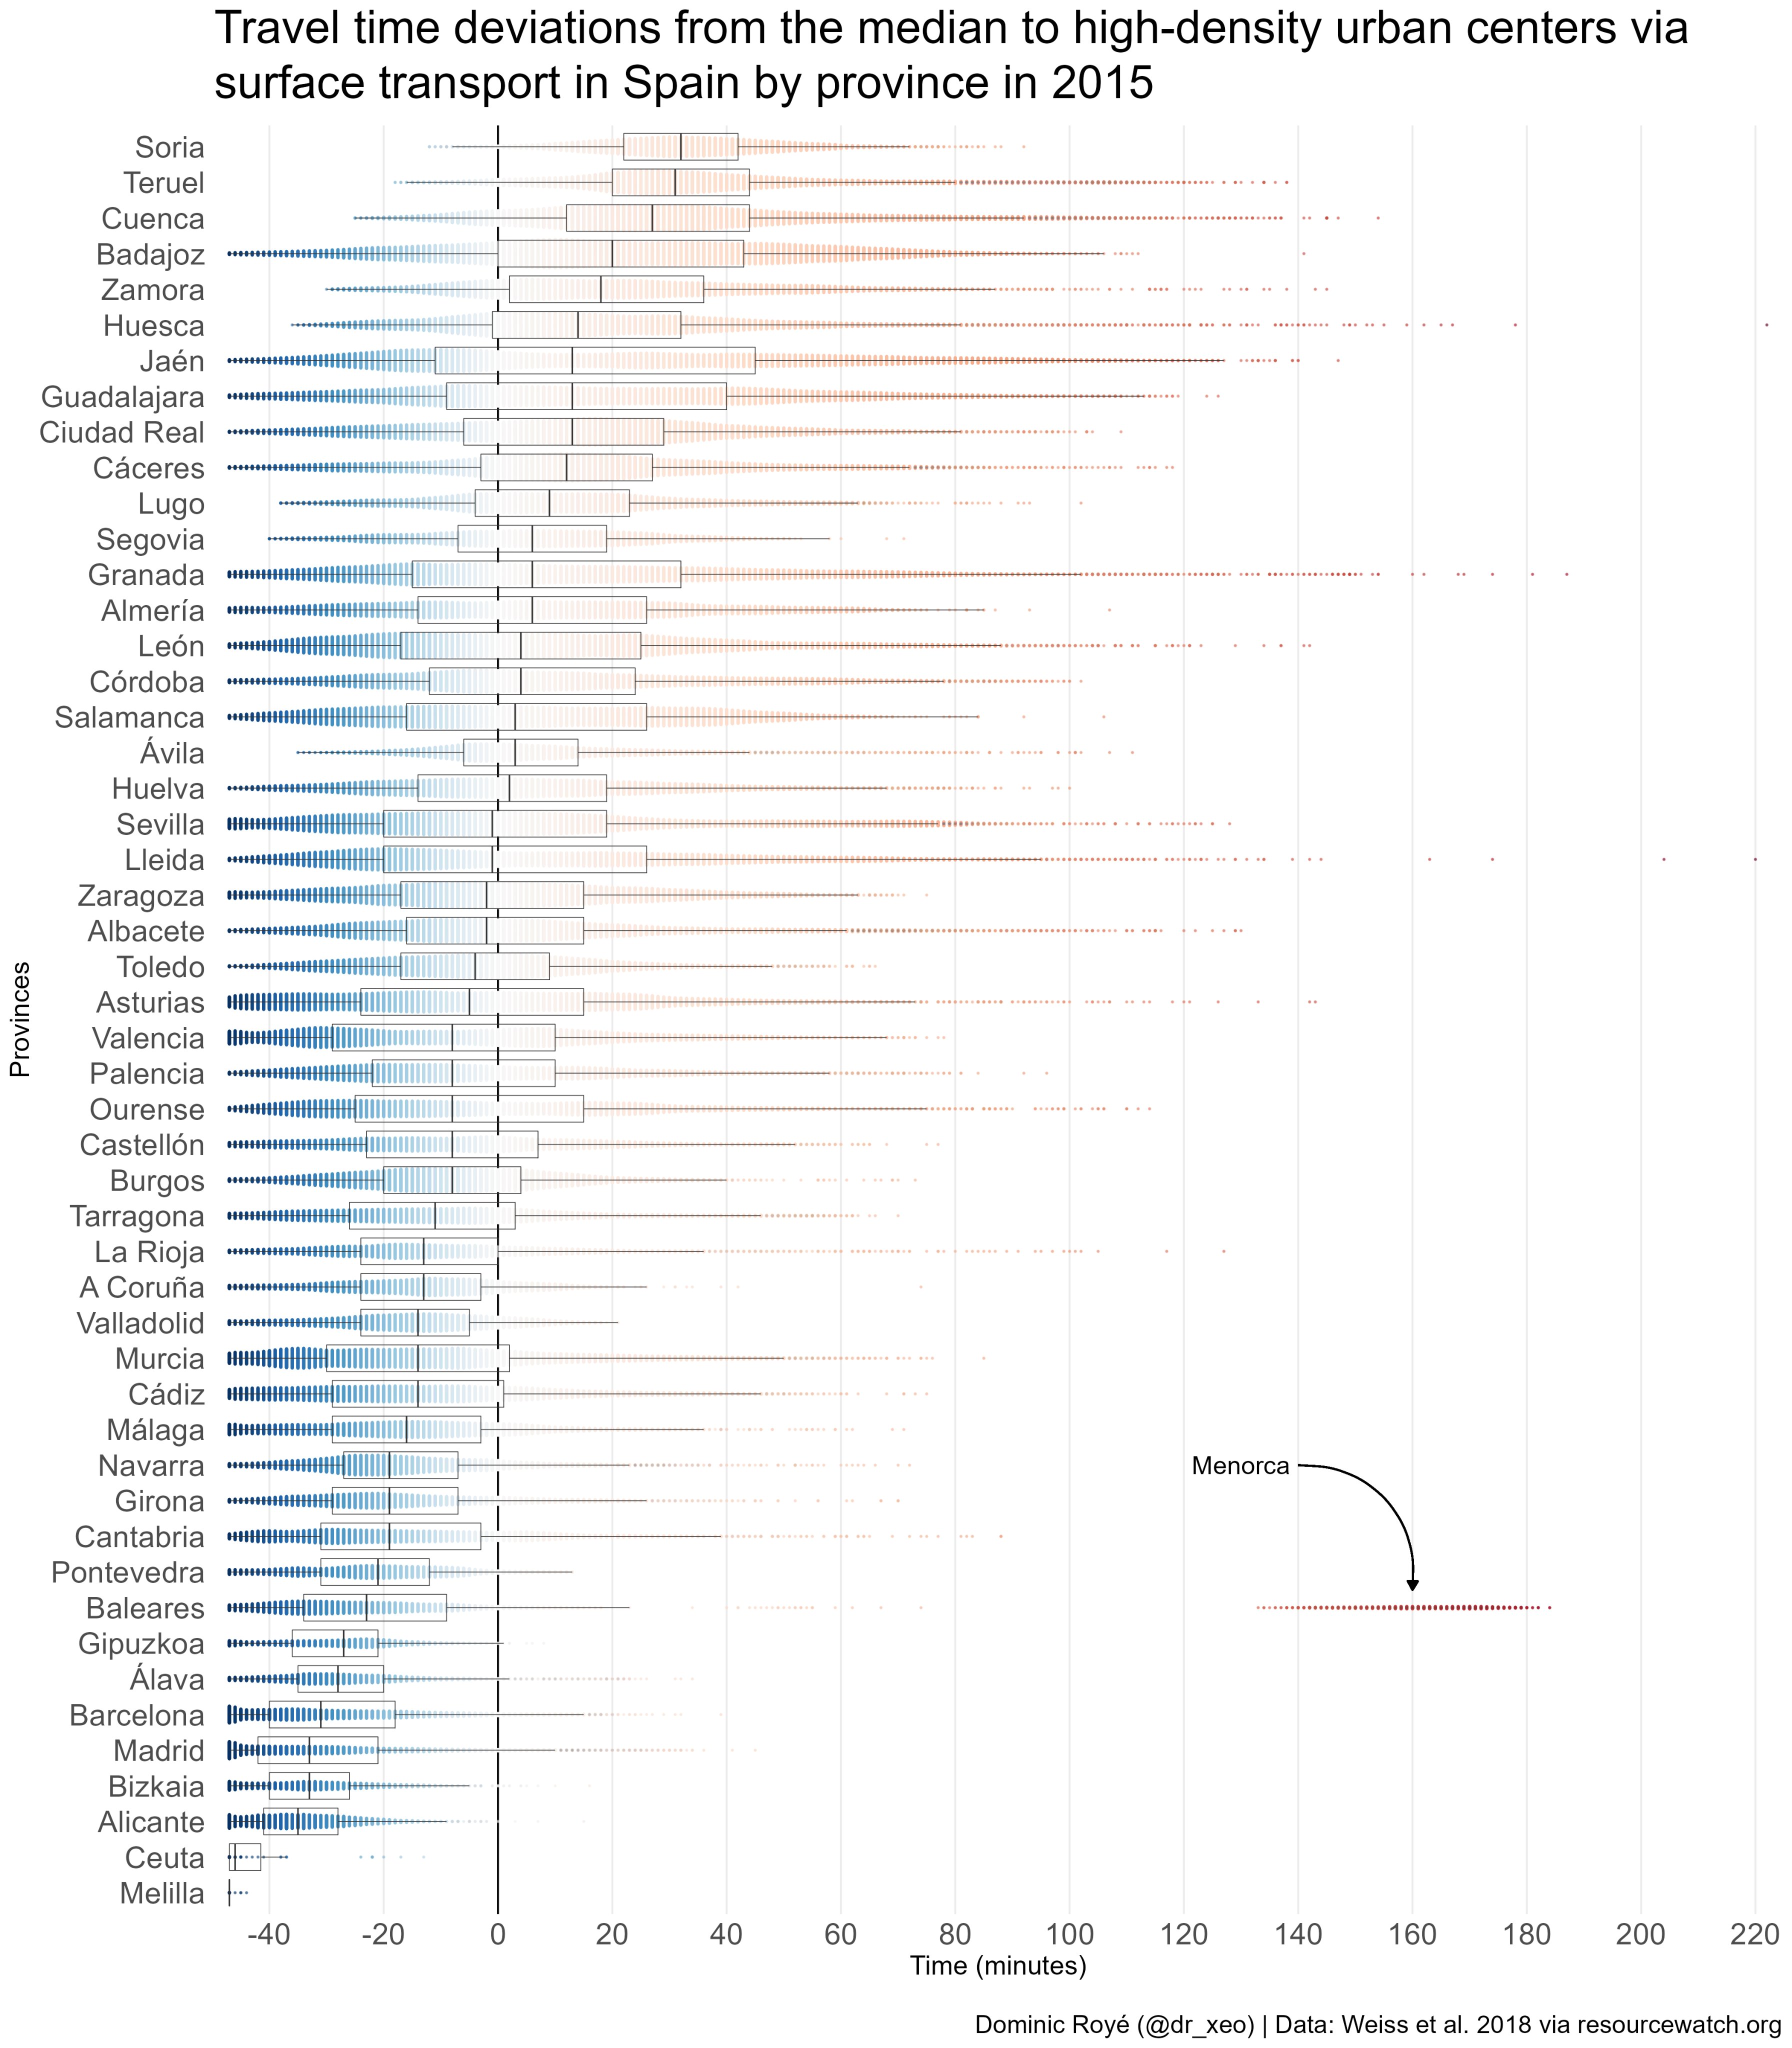 Travel time deviations from the median to high-density urban centers via
surface transport in Spain by province in 2015
Provinces
Soria
Teruel
Cuenca
Badajoz
Zamora
Huesca
Jaén
Guadalajara
Ciudad Real
Cáceres
Lugo
Segovia
Granada
Almería
León
Córdoba
Salamanca
Ávila
Huelva
Sevilla
Lleida
Zaragoza
Albacete
Toledo
Asturias
Valencia
Palencia
Ourense
Castellón
Burgos
Tarragona
La Rioja
A Coruña
Valladolid
Murcia
Cádiz
Málaga
Navarra
Menorca
Girona
Cantabria
Pontevedra
Baleares
Gipuzkoa
Álava
Barcelona
Madrid
Bizkaia
Alicante
Ceuta
Melilla
-40 -20 0 20 40 60 80 100 120 140 160 180 200 220
Time (minutes)
Dominic Royé (@dr_xeo) | Data: Weiss et al. 2018 via resourcewatch.org